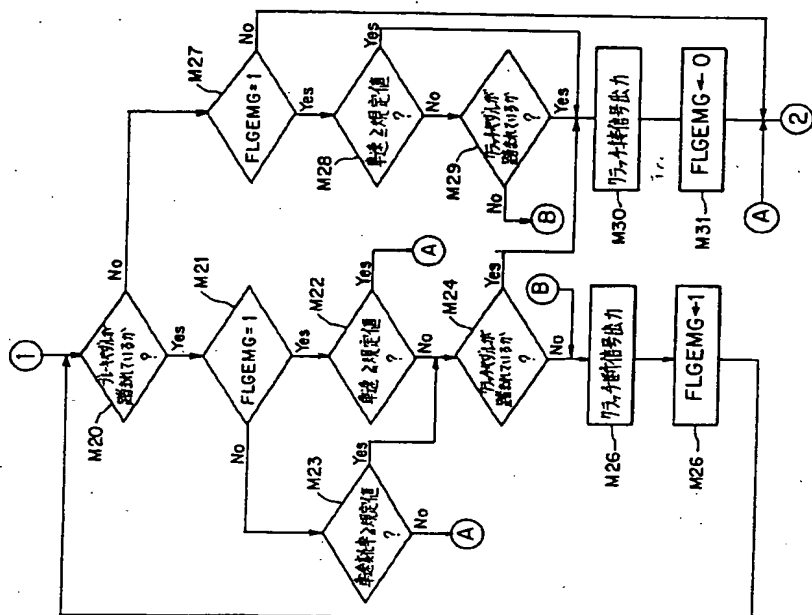 ①
M20
ブレーキペダルが
踏まれているか
?
No
Yes
M21
FLGEMG=1
No
Yes
M22
車速≧規定値
?
Yes
Ⓐ
No
M23
車速変化率≧規定値
?
Yes
No
Ⓐ
M24
クラッチペダルが
踏まれているか
?
Yes
No
Ⓑ
M26
クラッチ断信号出力
M26
FLGEMG←1
M27
FLGEMG=1
No
Yes
M28
車速≧規定値
?
Yes
No
M29
クラッチペダルが
踏まれているか
?
No
Ⓑ
Yes
M30
クラッチ接信号出力
M31
FLGEMG←0
Ⓐ
②